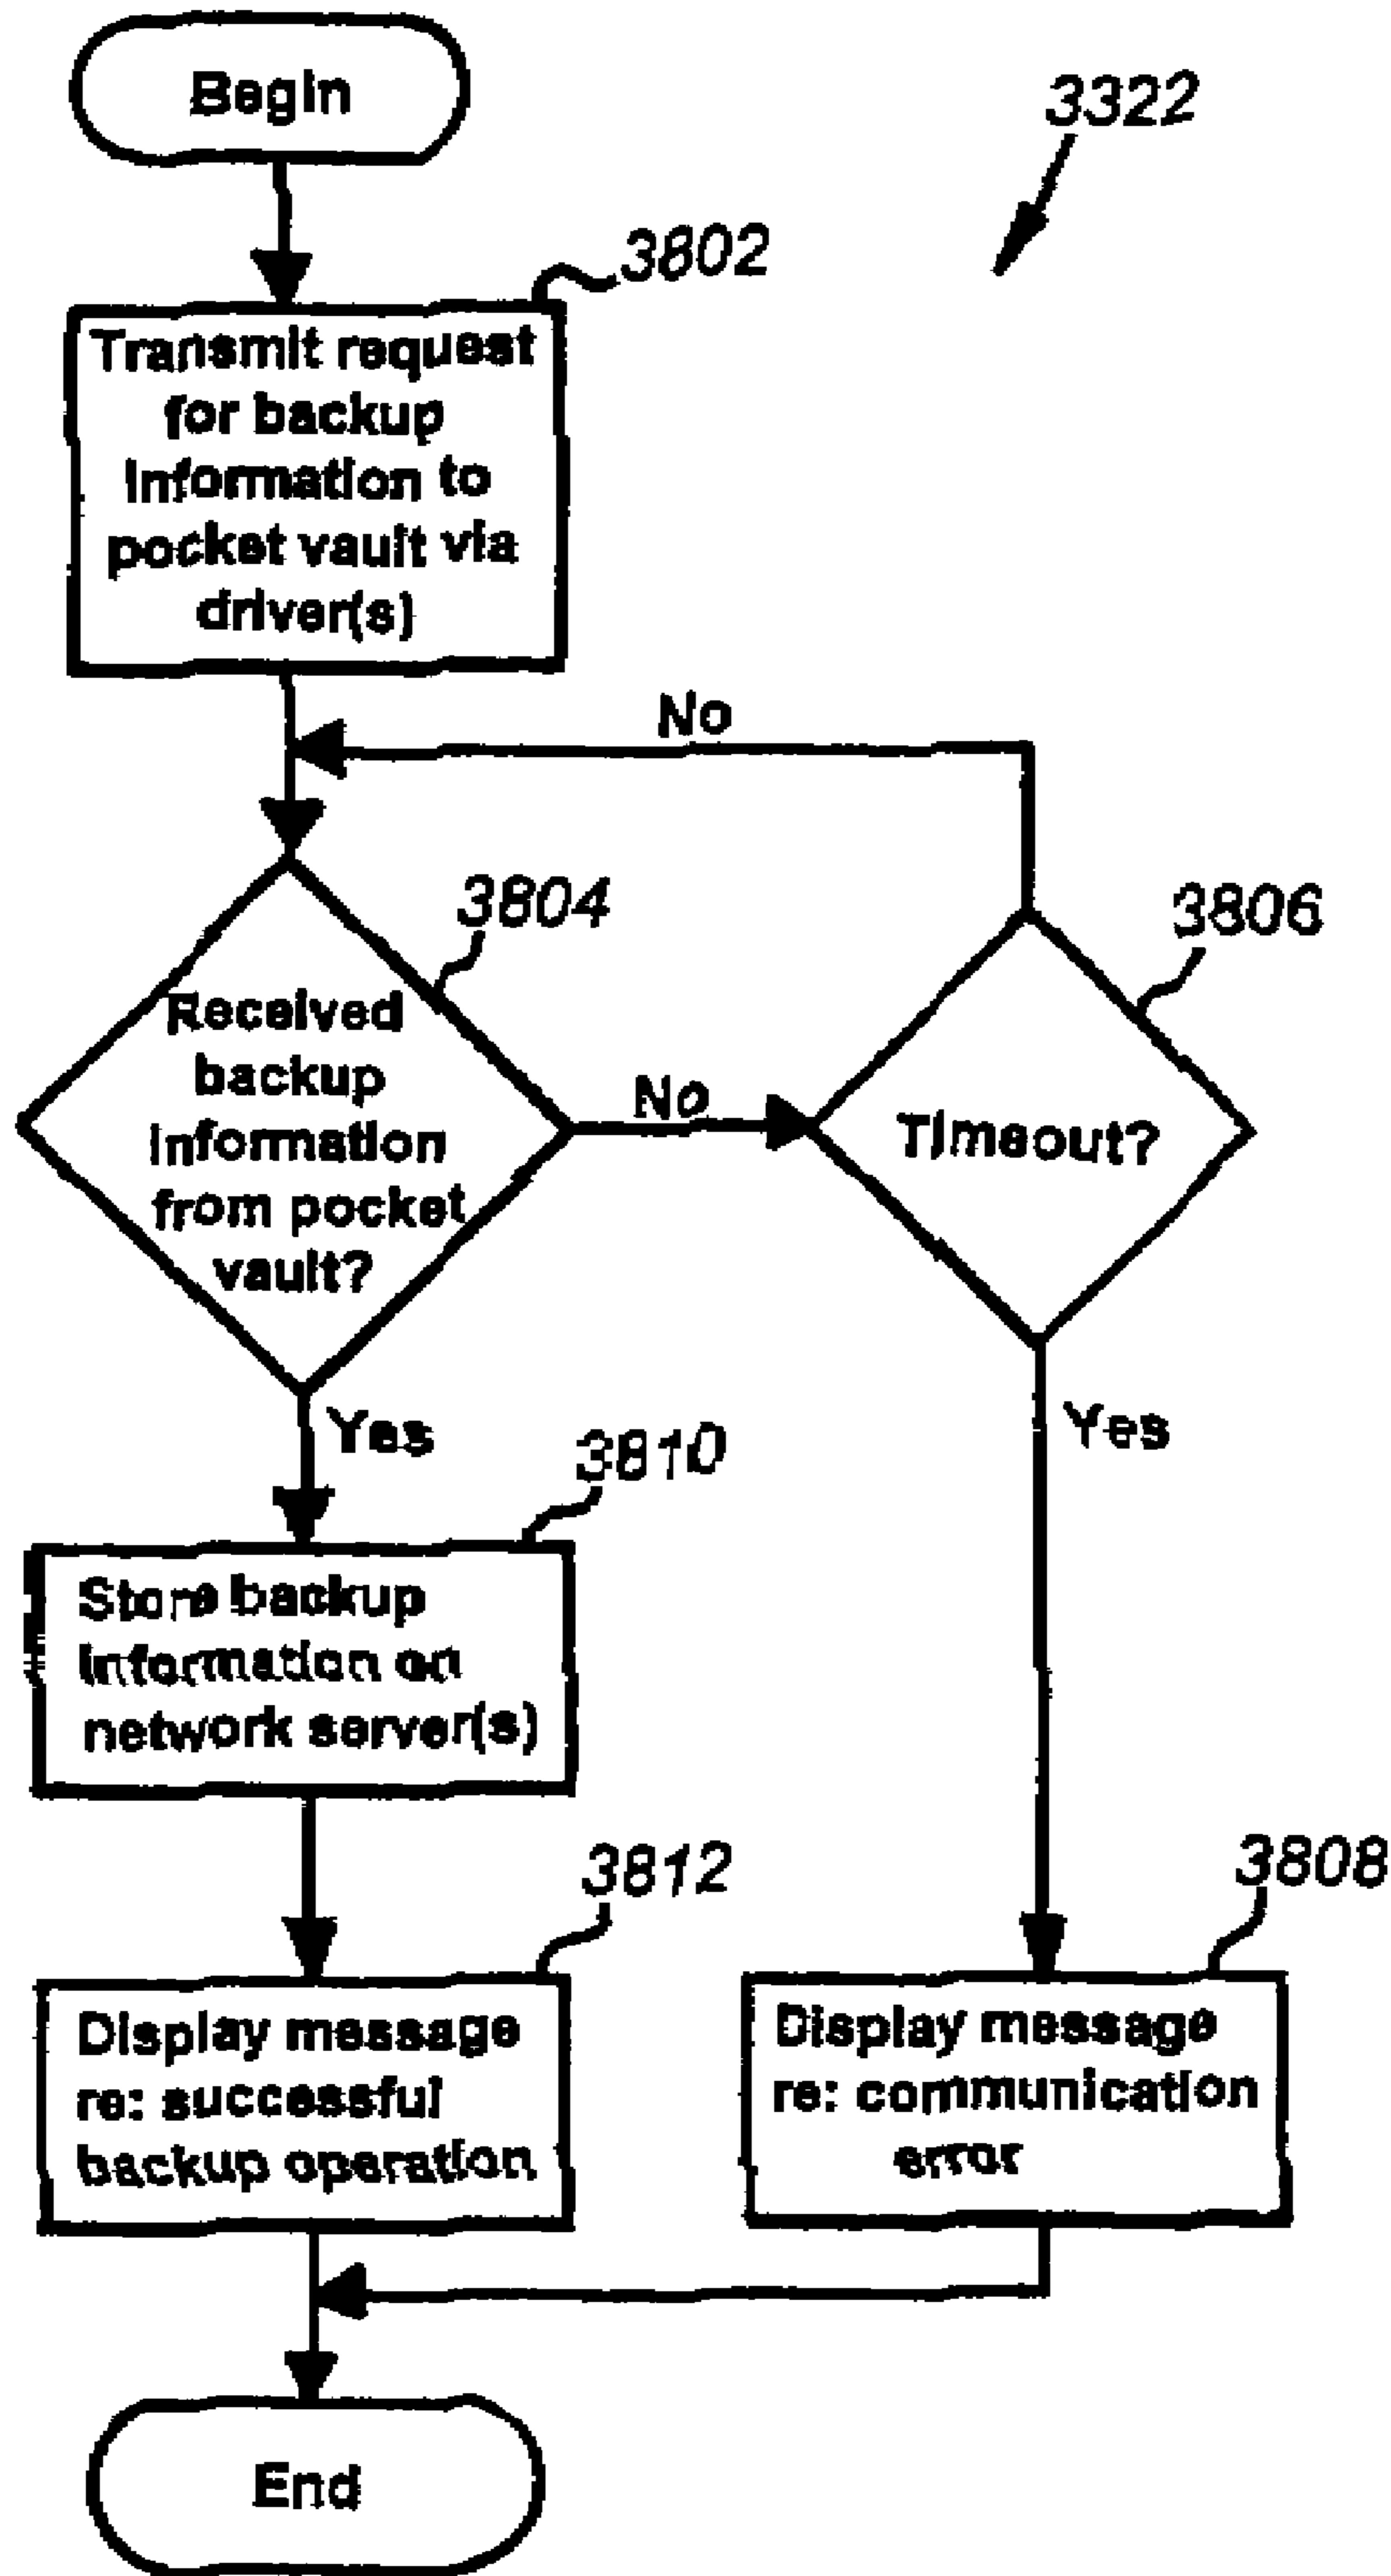 Begin
3322
3802
Transmit request
for backup
information to
pocket vault via
driver(s)
No
3804
3806
Received
backup
information
from pocket
vault?
No
Timeout?
Yes
Yes
3810
Store backup
information on
network server(s)
3812
3808
Display message
re: successful
backup operation
Display message
re: communication
error
End